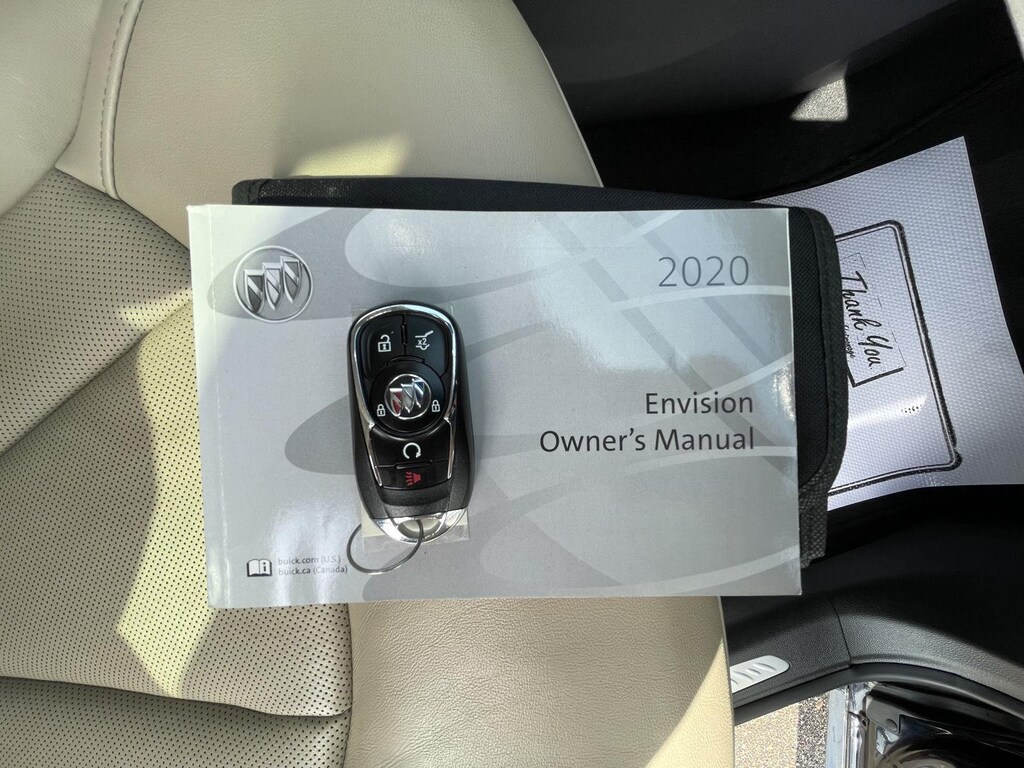 2020
Envision
Owner's Manual
buick.com (U.S.)
buick.ca (Canada)
Thank You